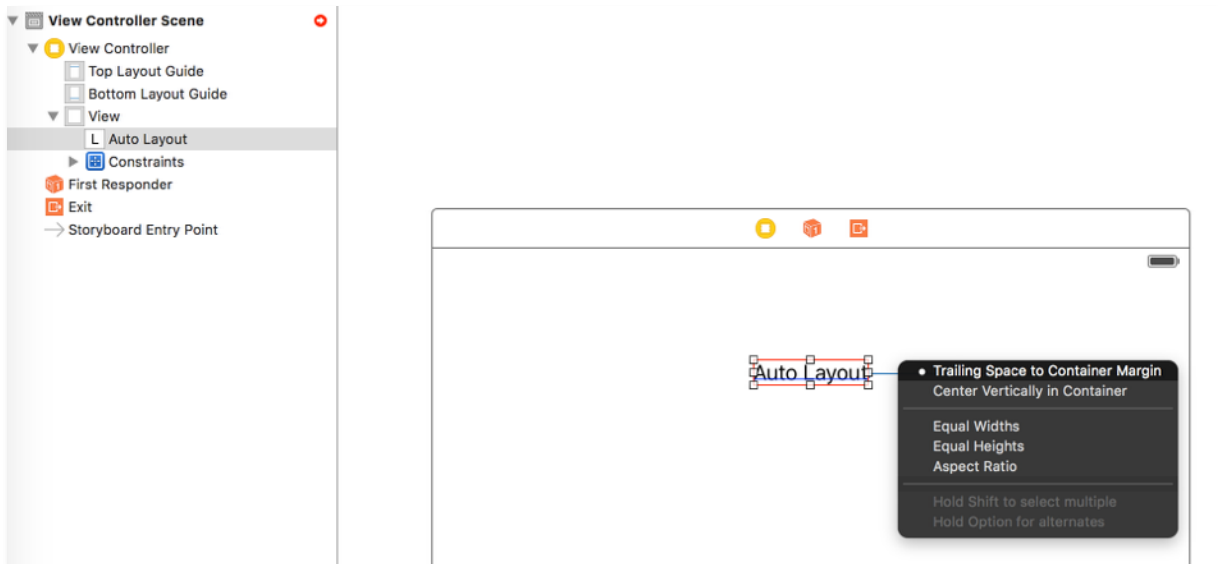 View Controller Scene
View Controller
Top Layout Guide
Bottom Layout Guide
View
L Auto Layout
Constraints
First Responder
Exit
Storyboard Entry Point
Auto Layout
Trailing Space to Container Margin
Center Vertically in Container
Equal Widths
Equal Heights
Aspect Ratio
Hold Shift to select multiple
Hold Option for alternates